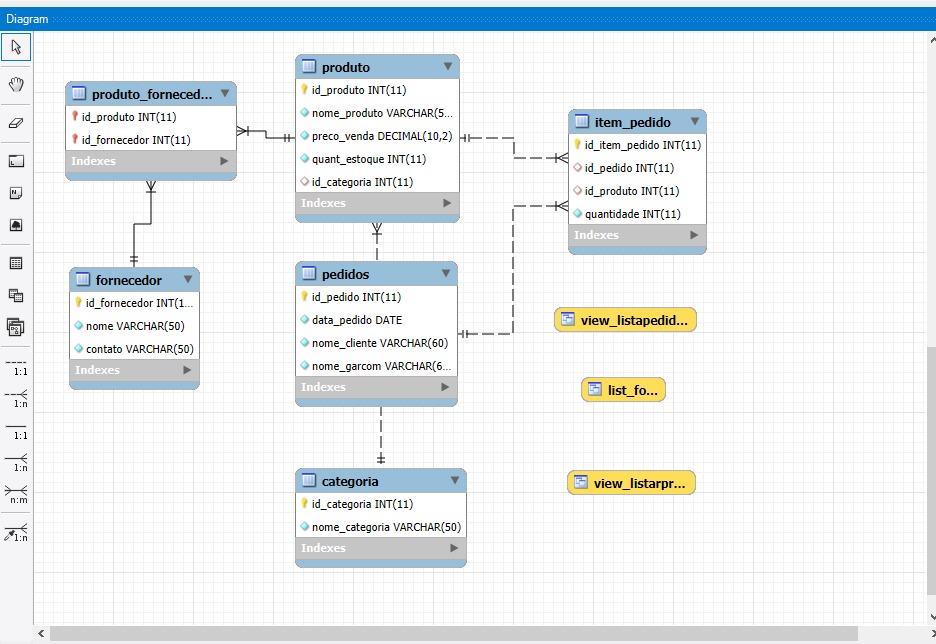 Diagram
produto_forneced...
id_produto INT(11)
id_fornecedor INT(11)
Indexes
produto
id_produto INT(11)
nome_produto VARCHAR(5...
preco_venda DECIMAL(10,2)
quant_estoque INT(11)
id_categoria INT(11)
Indexes
item_pedido
id_item_pedido INT(11)
id_pedido INT(11)
id_produto INT(11)
quantidade INT(11)
Indexes
fornecedor
id_fornecedor INT(1...
nome VARCHAR(50)
contato VARCHAR(50)
Indexes
pedidos
id_pedido INT(11)
data_pedido DATE
nome_cliente VARCHAR(60)
nome_garcom VARCHAR(6...
Indexes
view_listapedid...
list_fo...
view_listarpr...
categoria
id_categoria INT(11)
nome_categoria VARCHAR(50)
Indexes
1:1
1:n
1:1
1:n
n:m
1:n